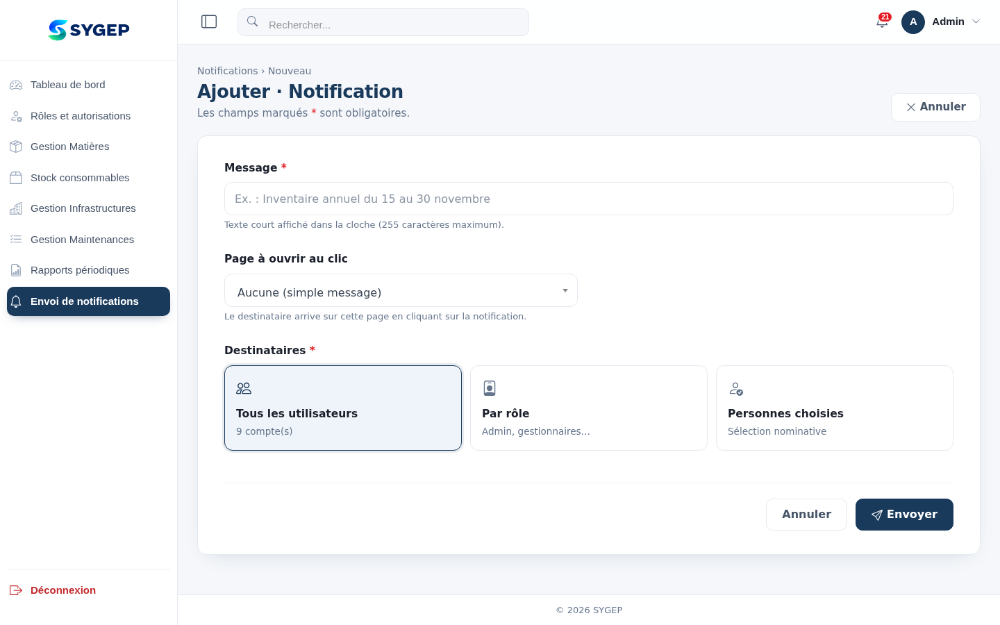 SYGEP
Tableau de bord
Rôles et autorisations
Gestion Matières
Stock consommables
Gestion Infrastructures
Gestion Maintenances
Rapports périodiques
Envoi de notifications
Déconnexion
Rechercher...
21
A
Admin
Notifications › Nouveau
Ajouter · Notification
Les champs marqués * sont obligatoires.
Annuler
Message *
Ex. : Inventaire annuel du 15 au 30 novembre
Texte court affiché dans la cloche (255 caractères maximum).
Page à ouvrir au clic
Aucune (simple message)
Le destinataire arrive sur cette page en cliquant sur la notification.
Destinataires *
Tous les utilisateurs
9 compte(s)
Par rôle
Admin, gestionnaires…
Personnes choisies
Sélection nominative
Annuler
Envoyer
© 2026 SYGEP